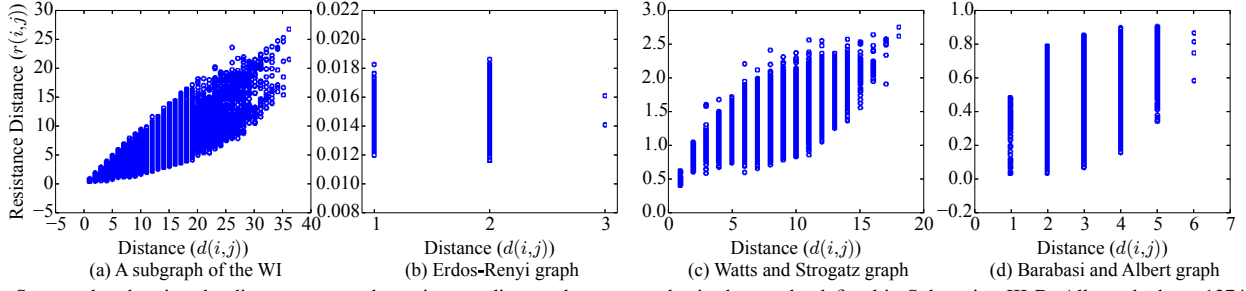 30
25
20
15
10
5
0
−5
−5 0 5 10 15 20 25 30 35 40
Resistance Distance (r(i,j))
Distance (d(i,j))
(a) A subgraph of the WI
0.022
0.020
0.018
0.016
0.014
0.012
0.010
0.008
1 2 3
Distance (d(i,j))
(b) Erdos-Renyi graph
3.0
2.5
2.0
1.5
1.0
0.5
0.0
0 5 10 15 20
Distance (d(i,j))
(c) Watts and Strogatz graph
1.0
0.8
0.6
0.4
0.2
0.0
−0.2
0 1 2 3 4 5 6 7
Distance (d(i,j))
(d) Barabasi and Albert graph